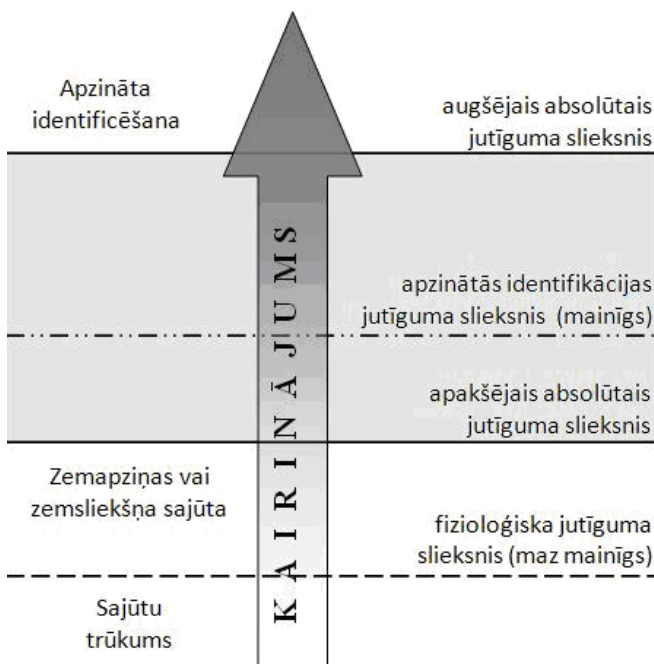 Apzināta
identificēšana
augšējais absolūtais
jutīguma slieksnis
KAIRINĀJUMS
apzinātās identifikācijas
jutīguma slieksnis (mainīgs)
apakšējais absolūtais
jutīguma slieksnis
Zemapziņas vai
zemsliekšņa sajūta
fizioloģiska jutīguma
slieksnis (maz mainīgs)
Sajūtu
trūkums